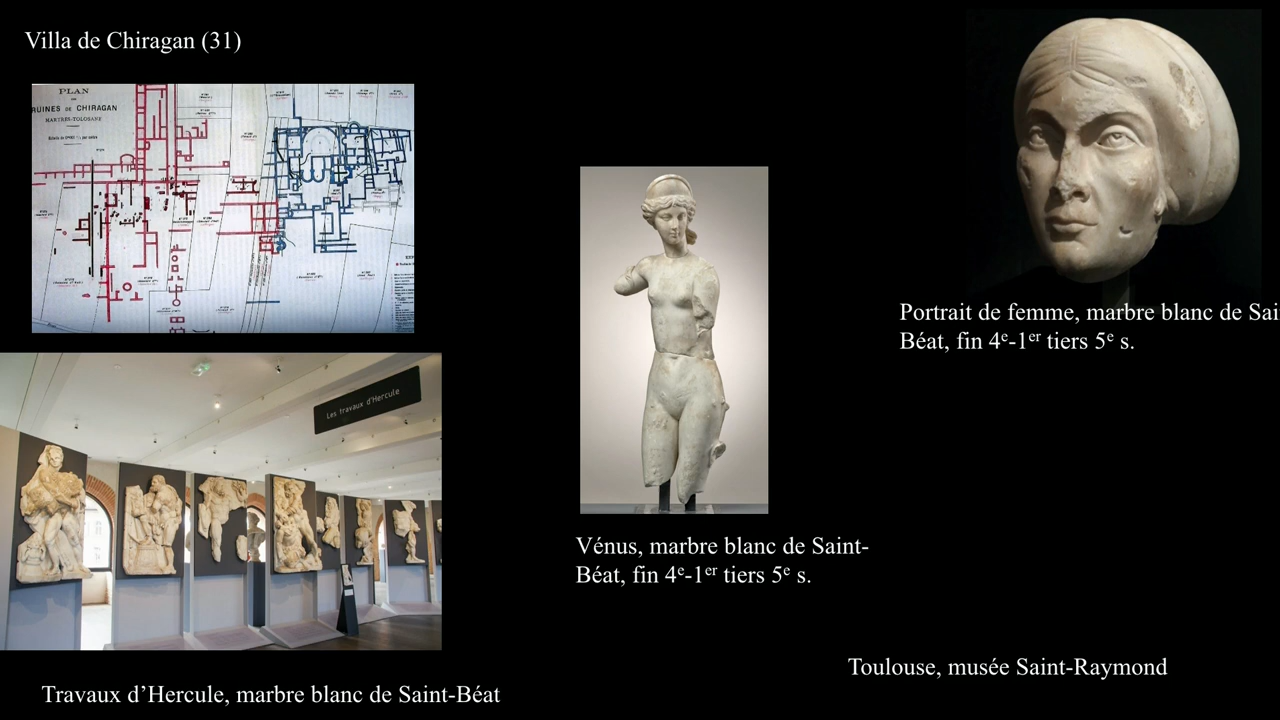 Villa de Chiragan (31)
PLAN
RUINES DE CHIRAGAN
MARTRES-TOLOSANE
Les travaux d'Hercule
Portrait de femme, marbre blanc de Sai
Béat, fin 4e-1er tiers 5e s.
Vénus, marbre blanc de Saint-
Béat, fin 4e-1er tiers 5e s.
Toulouse, musée Saint-Raymond
Travaux d’Hercule, marbre blanc de Saint-Béat